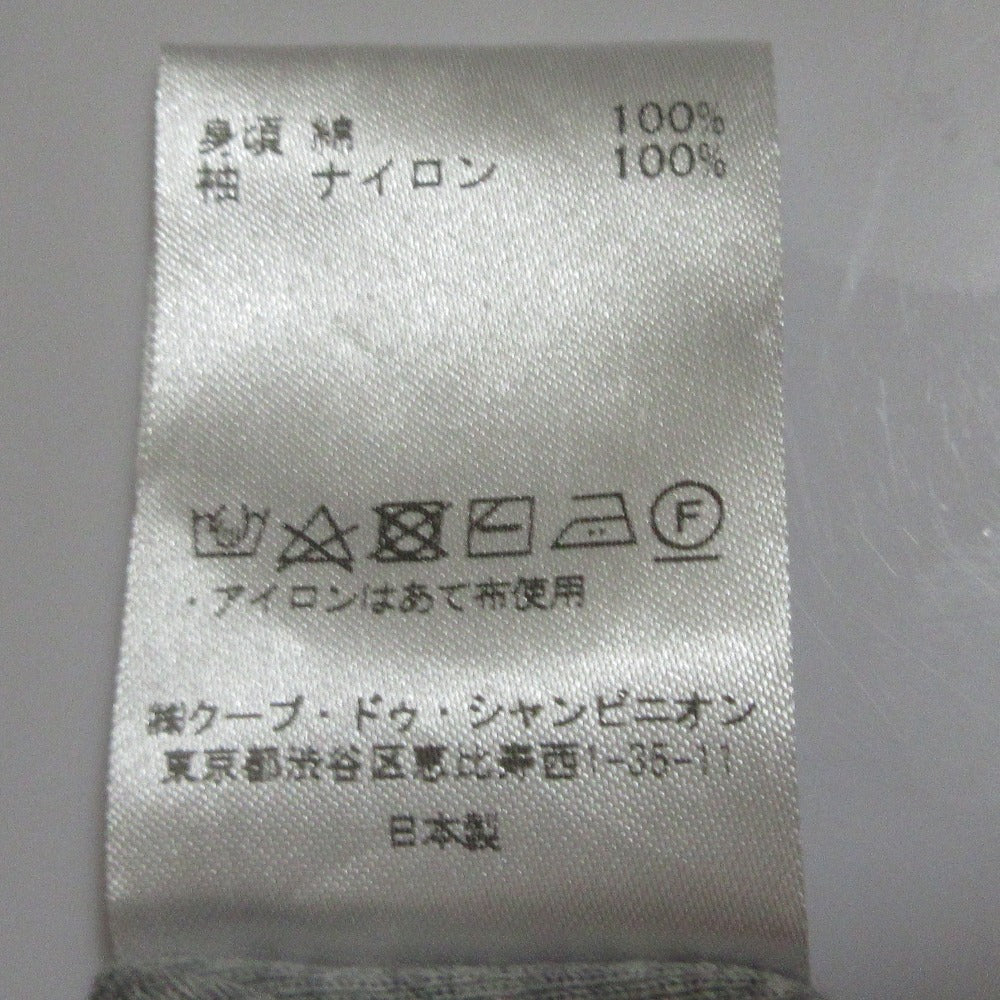 身頃 綿 100%
袖 ナイロン 100%
F
・アイロンはあて布使用
㈱クープ・ドゥ・シャンピニオン
東京都渋谷区恵比寿西1-35-11
日本製